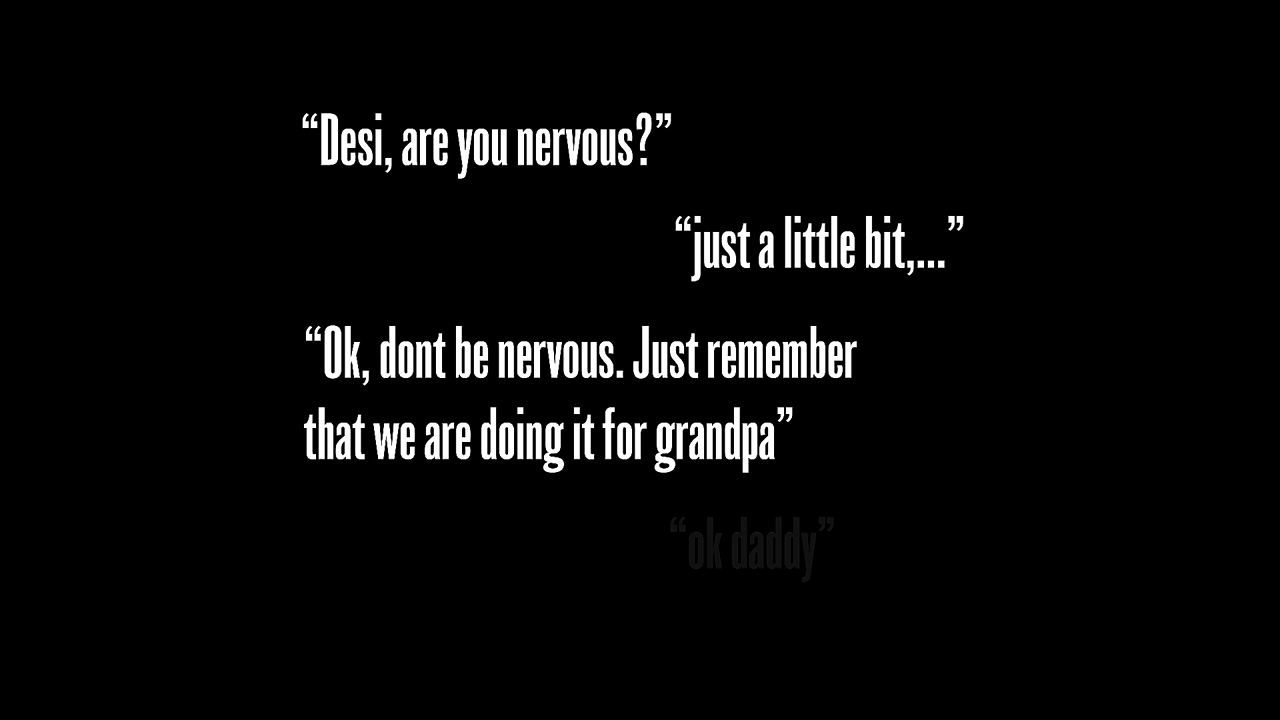 “Desi, are you nervous?”
“just a little bit,...”
“Ok, dont be nervous. Just remember
that we are doing it for grandpa”
“ok daddy”